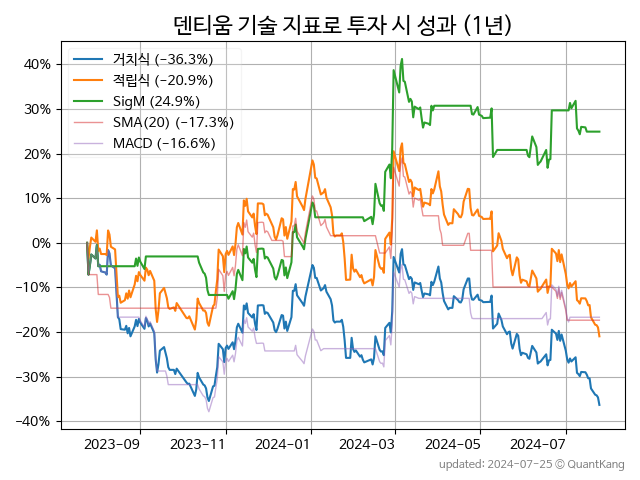 덴티움 기술 지표로 투자 시 성과 (1년)
거치식 (−36.3%)
적립식 (−20.9%)
SigM (24.9%)
SMA(20) (−17.3%)
MACD (−16.6%)
40%
30%
20%
10%
0%
−10%
−20%
−30%
−40%
2023-09 2023-11 2024-01 2024-03 2024-05 2024-07
updated: 2024-07-25 © QuantKang